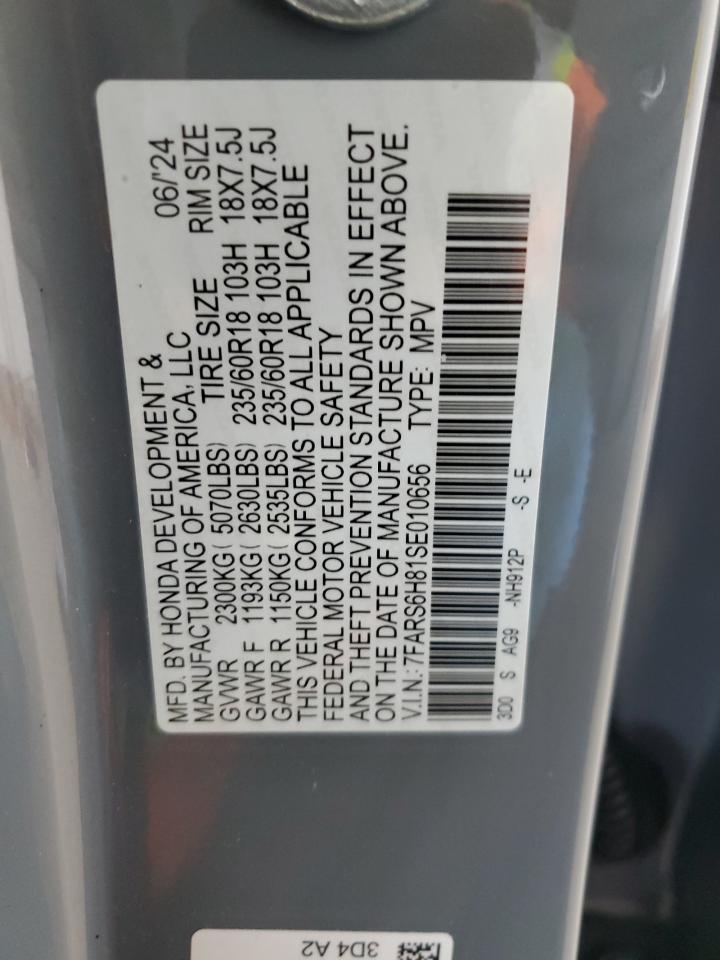 MFD. BY HONDA DEVELOPMENT & 06/'24
MANUFACTURING OF AMERICA, LLC
GVWR 2300KG( 5070LBS) TIRE SIZE RIM SIZE
GAWR F 1193KG( 2630LBS) 235/60R18 103H 18X7.5J
GAWR R 1150KG( 2535LBS) 235/60R18 103H 18X7.5J
THIS VEHICLE CONFORMS TO ALL APPLICABLE
FEDERAL MOTOR VEHICLE SAFETY
AND THEFT PREVENTION STANDARDS IN EFFECT
ON THE DATE OF MANUFACTURE SHOWN ABOVE.
V.I.N.: 7FARS6H81SE010656 TYPE: MPV
3D0 S AG9 -NH912P -S -E
3D4 A2